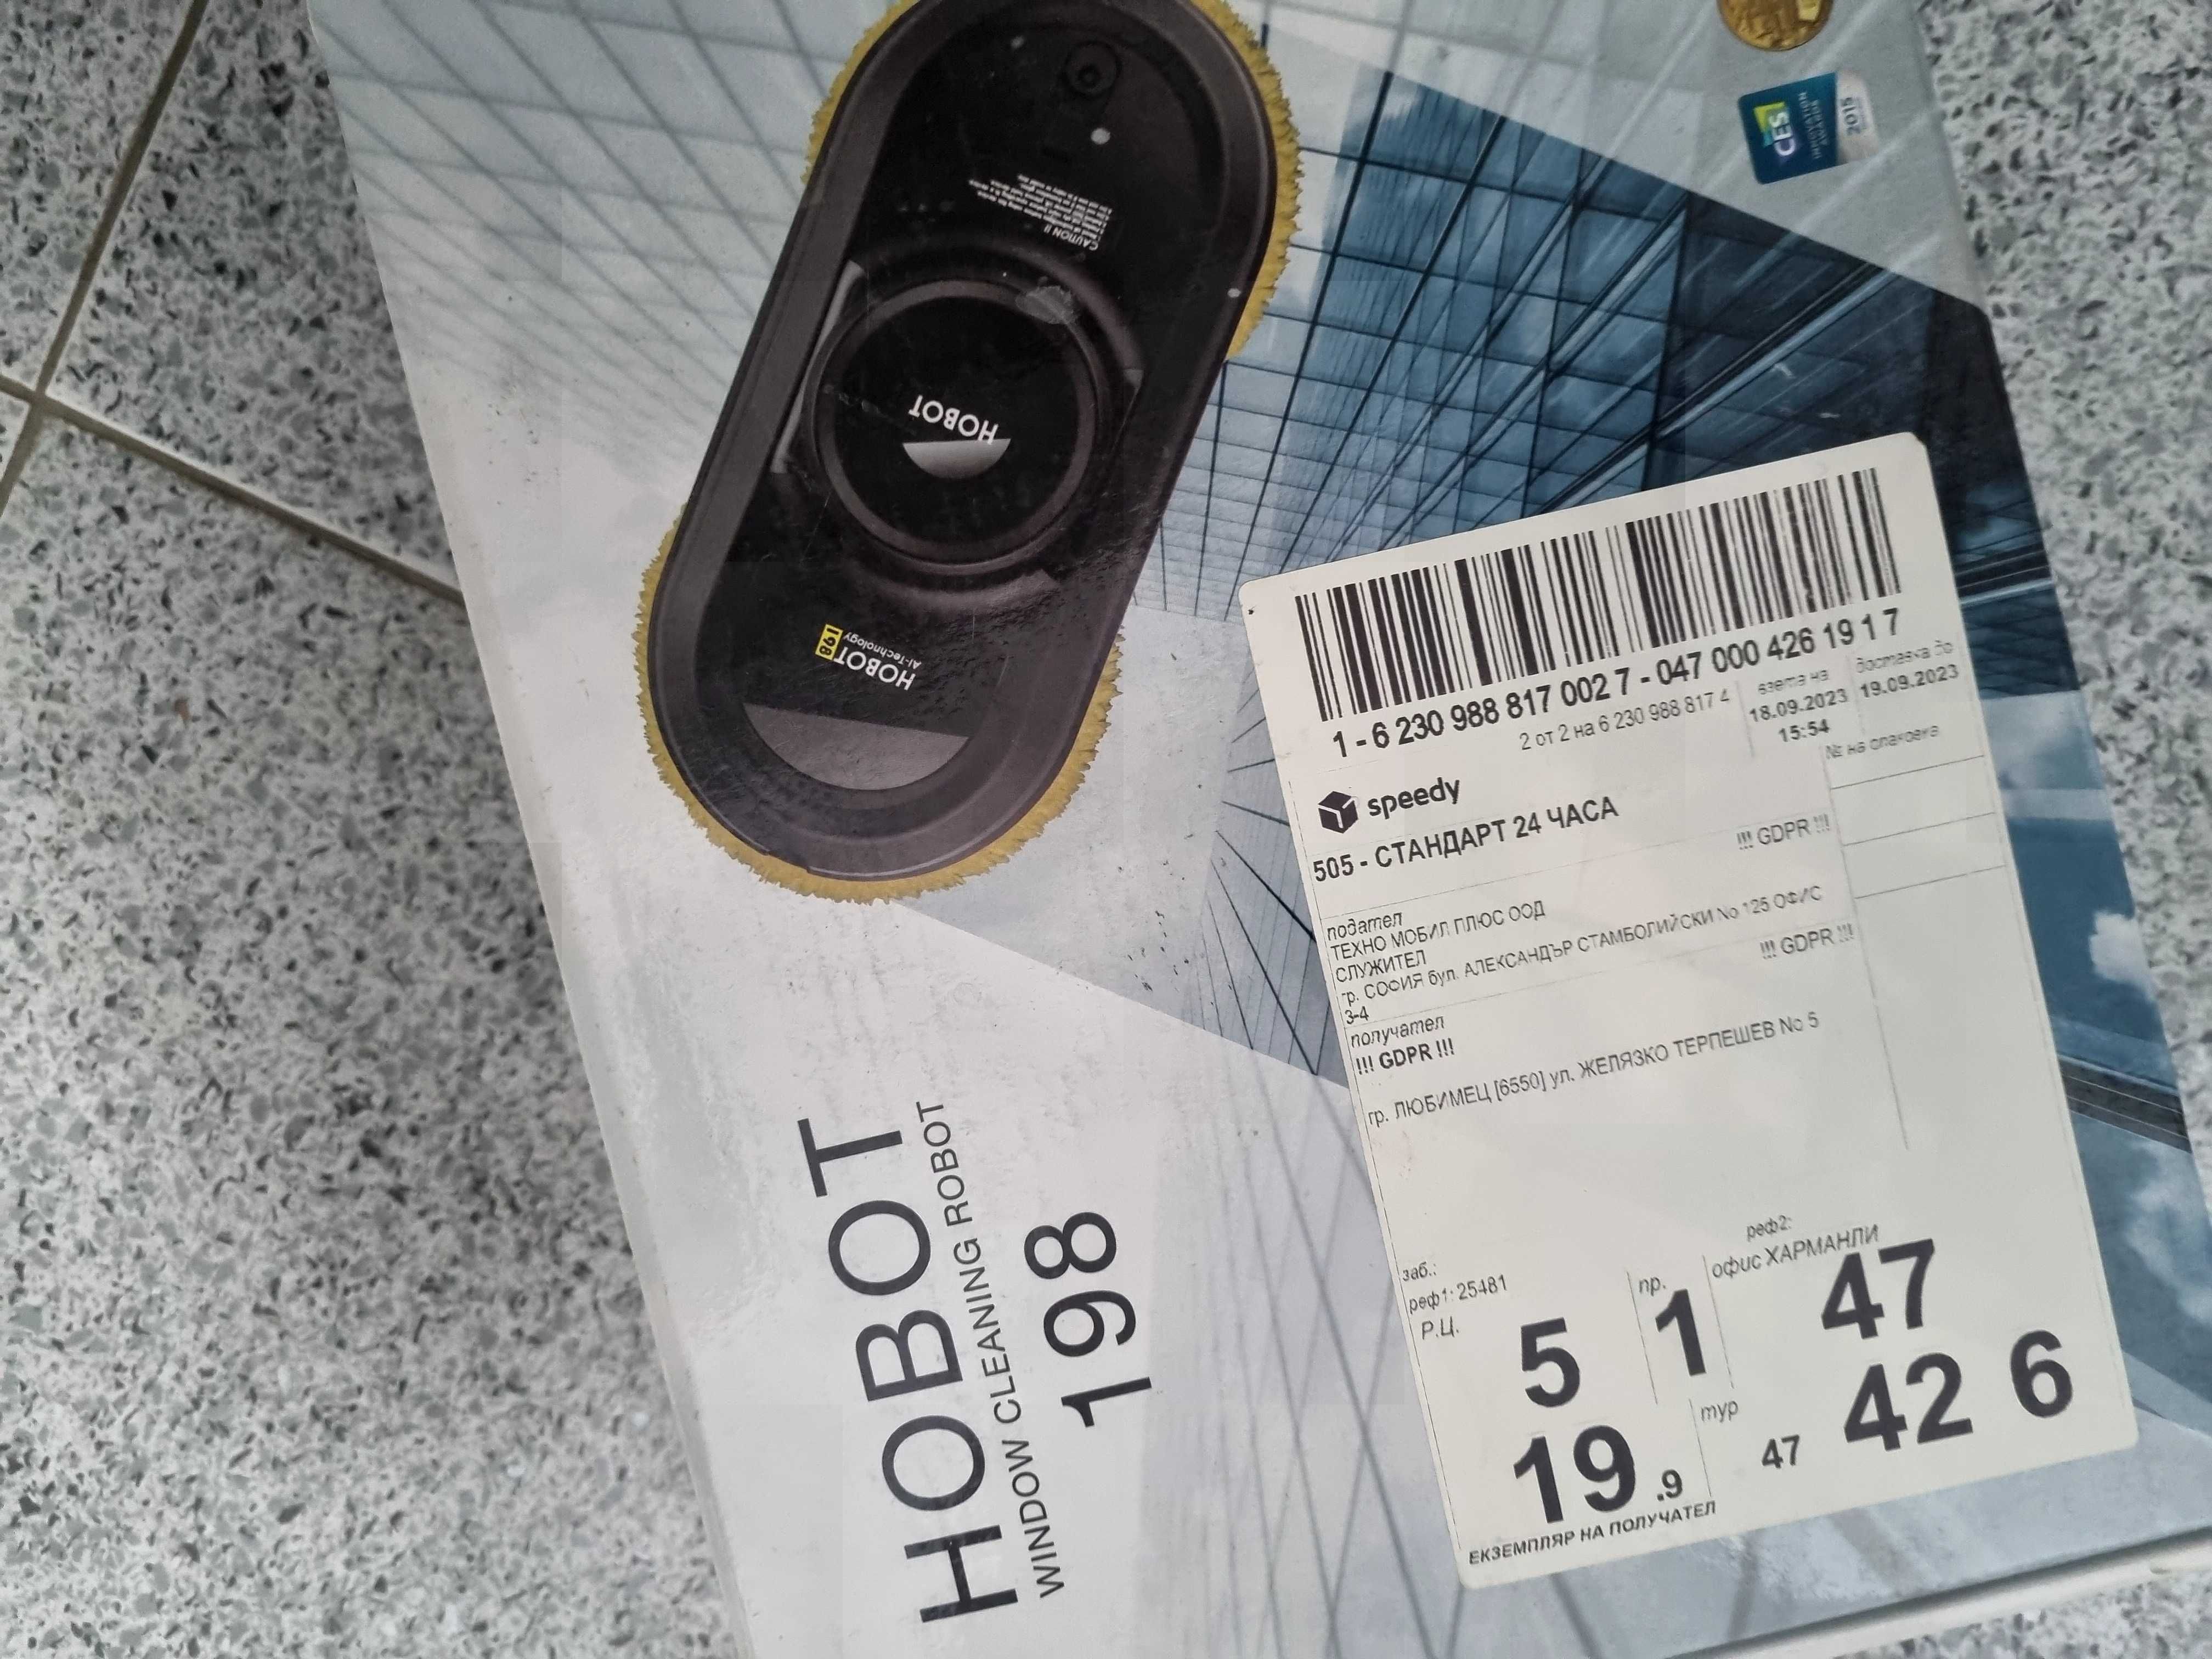 CES
INNOVATION
AWARDS
2015
CAUTION !!
HOBOT
HOBOT 198
AI-Technology
HOBOT
WINDOW CLEANING ROBOT
198
1 - 6 230 988 817 002 7 - 047 000 426 19 1 7
2 от 2 на 6 230 988 817 4
взета на
18.09.2023
15:54
доставка до
19.09.2023
№ на опаковка
speedy
505 - СТАНДАРТ 24 ЧАСА
!!! GDPR !!!
подател
ТЕХНО МОБИЛ ПЛЮС ООД
СЛУЖИТЕЛ
гр. СОФИЯ бул. АЛЕКСАНДЪР СТАМБОЛИЙСКИ No 125 ОФИС
3-4
!!! GDPR !!!
получател
!!! GDPR !!!
гр. ЛЮБИМЕЦ [6550] ул. ЖЕЛЯЗКО ТЕРПЕШЕВ No 5
заб.:
реф1: 25481
реф2:
Р.Ц.
5
пр.
1
офис ХАРМАНЛИ
47
19 .9
тур
47
42 6
ЕКЗЕМПЛЯР НА ПОЛУЧАТЕЛ